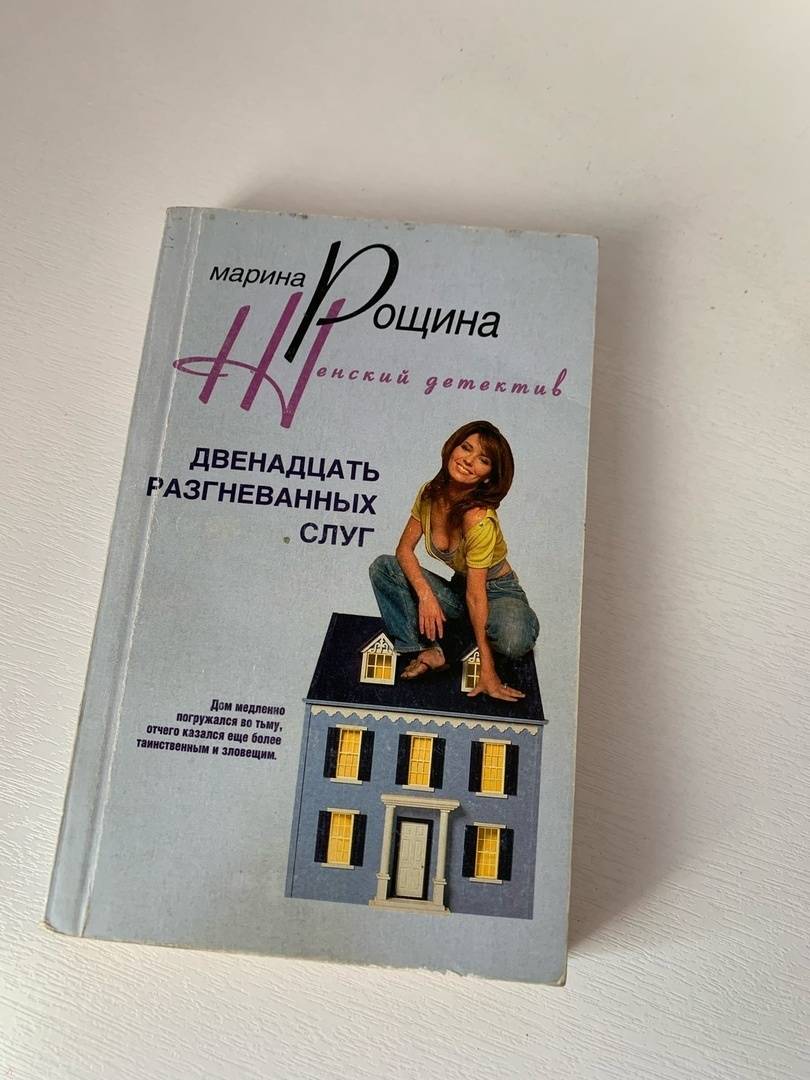 марина Рощина
Женский детектив
ДВЕНАДЦАТЬ
РАЗГНЕВАННЫХ
СЛУГ
Дом медленно
погружался во тьму,
отчего казался еще более
таинственным и зловещим.